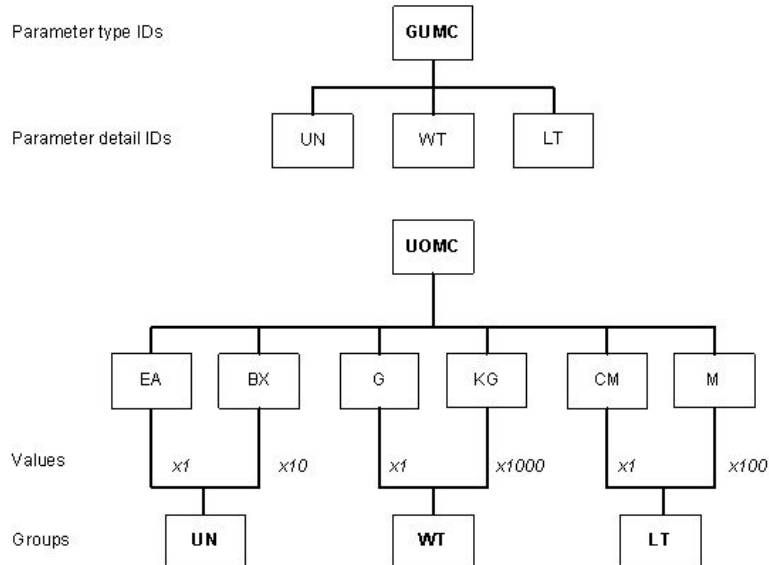 Parameter type IDs
GUMC
Parameter detail IDs
UN WT LT
UOMC
EA BX G KG CM M
Values
x1 x10 x1 x1000 x1 x100
Groups
UN WT LT